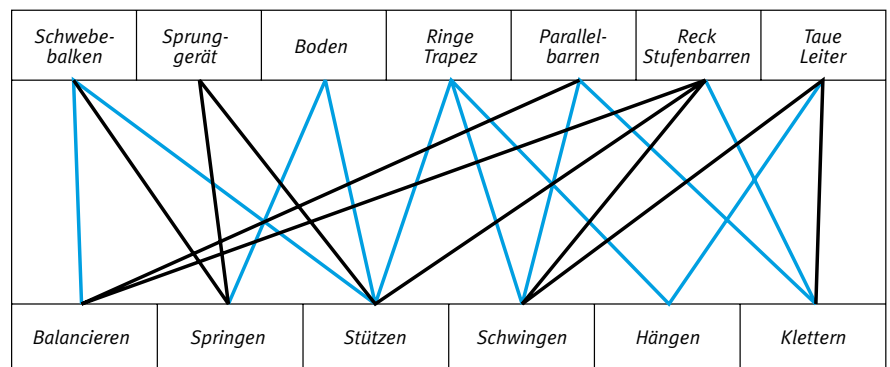 Schwebe-
balken
Sprung-
gerät
Boden
Ringe
Trapez
Parallel-
barren
Reck
Stufenbarren
Taue
Leiter
Balancieren
Springen
Stützen
Schwingen
Hängen
Klettern